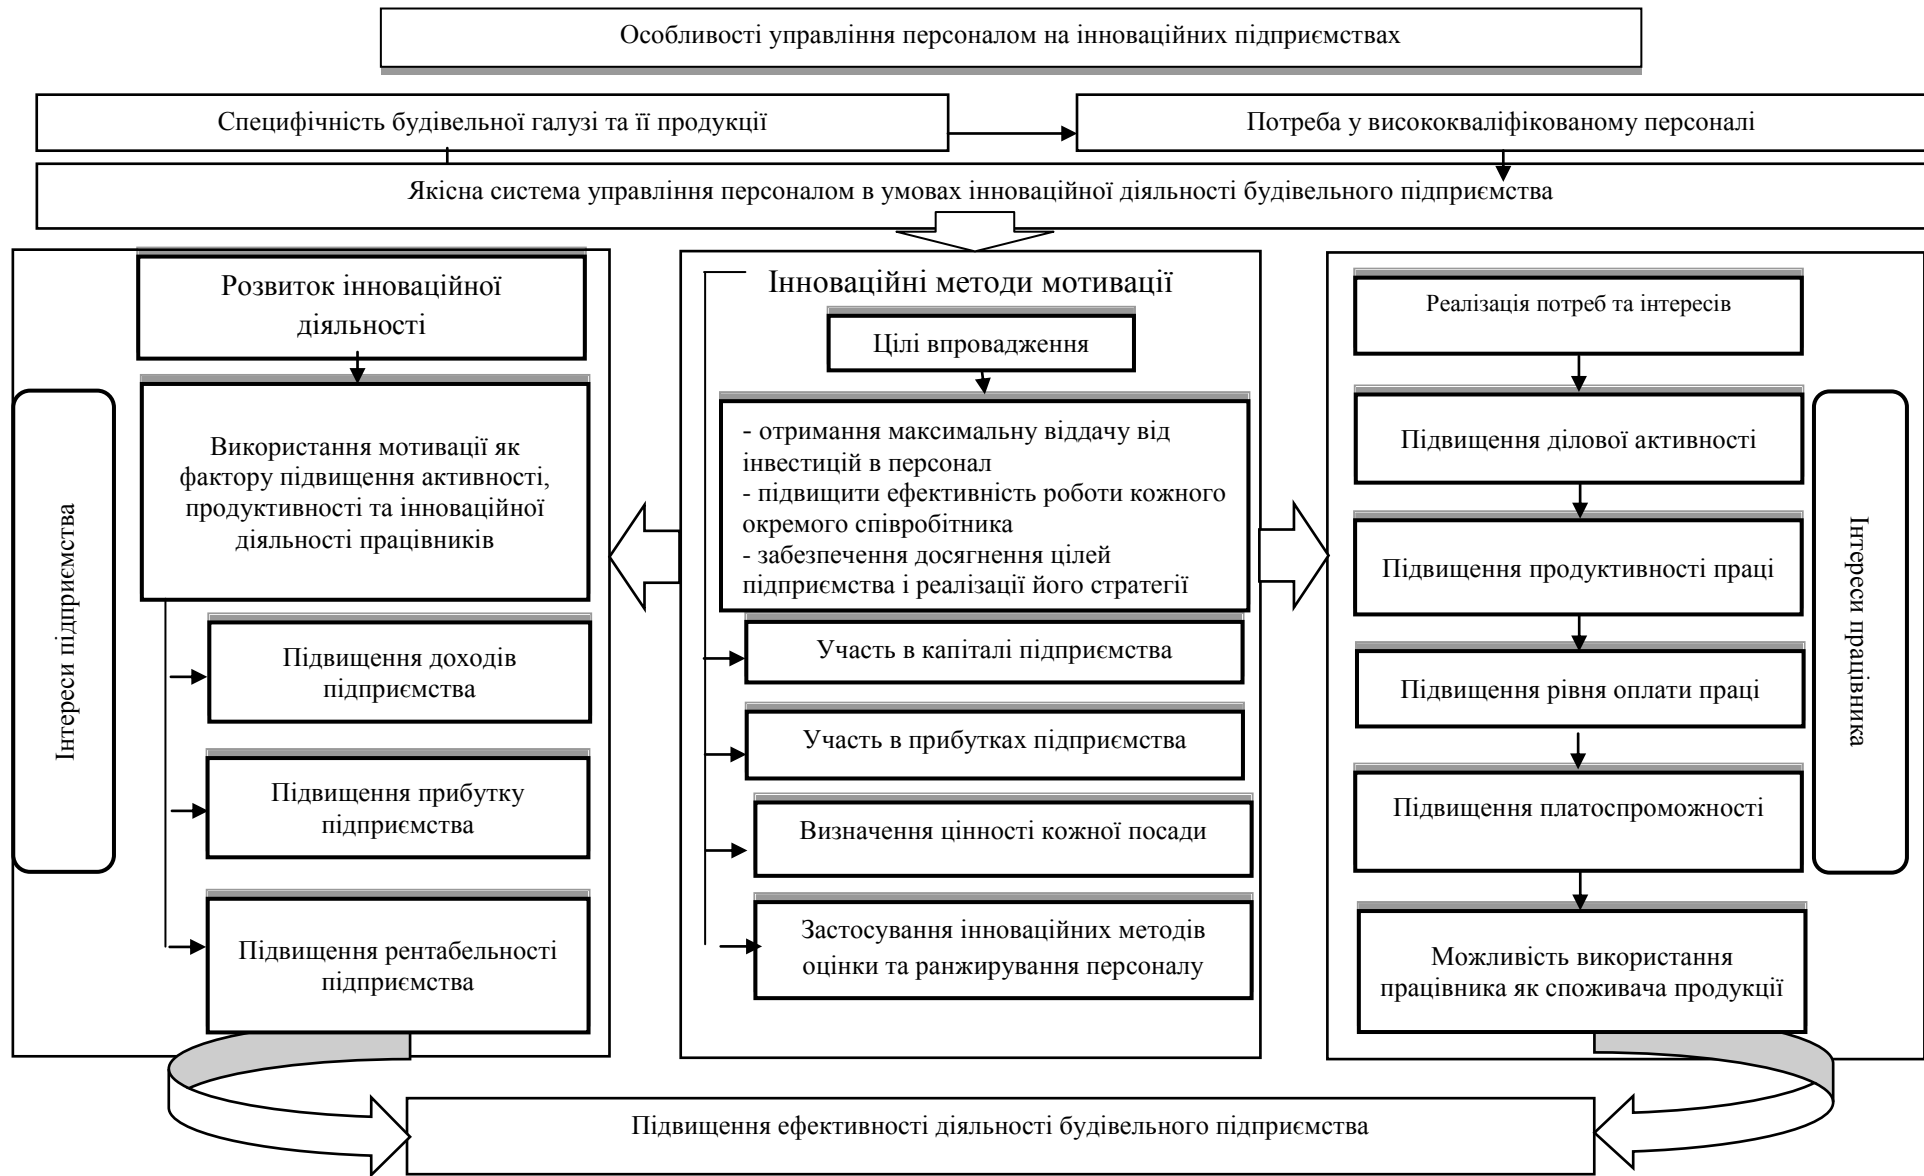 Особливості управління персоналом на інноваційних підприємствах
Специфічність будівельної галузі та її продукції
Потреба у висококваліфікованому персоналі
Якісна система управління персоналом в умовах інноваційної діяльності будівельного підприємства
Інтереси підприємства
Розвиток інноваційної
діяльності
Використання мотивації як
фактору підвищення активності,
продуктивності та інноваційної
діяльності працівників
Підвищення доходів
підприємства
Підвищення прибутку
підприємства
Підвищення рентабельності
підприємства
Інноваційні методи мотивації
Цілі впровадження
- отримання максимальну віддачу від
інвестицій в персонал
- підвищити ефективність роботи кожного
окремого співробітника
- забезпечення досягнення цілей
підприємства і реалізації його стратегії
Участь в капіталі підприємства
Участь в прибутках підприємства
Визначення цінності кожної посади
Застосування інноваційних методів
оцінки та ранжирування персоналу
Реалізація потреб та інтересів
Підвищення ділової активності
Підвищення продуктивності праці
Підвищення рівня оплати праці
Підвищення платоспроможності
Можливість використання
працівника як споживача продукції
Інтереси працівника
Підвищення ефективності діяльності будівельного підприємства